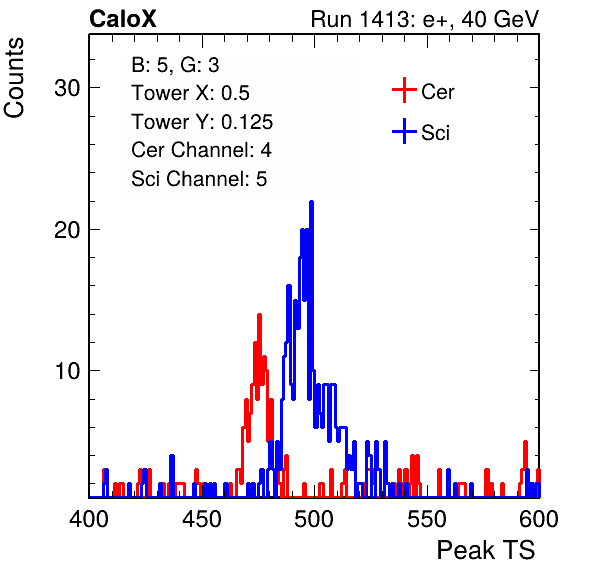 CaloX Run 1413: e+, 40 GeV
Counts
B: 5, G: 3
Tower X: 0.5
Tower Y: 0.125
Cer Channel: 4
Sci Channel: 5
Cer
Sci
30
20
10
400 450 500 550 600
Peak TS